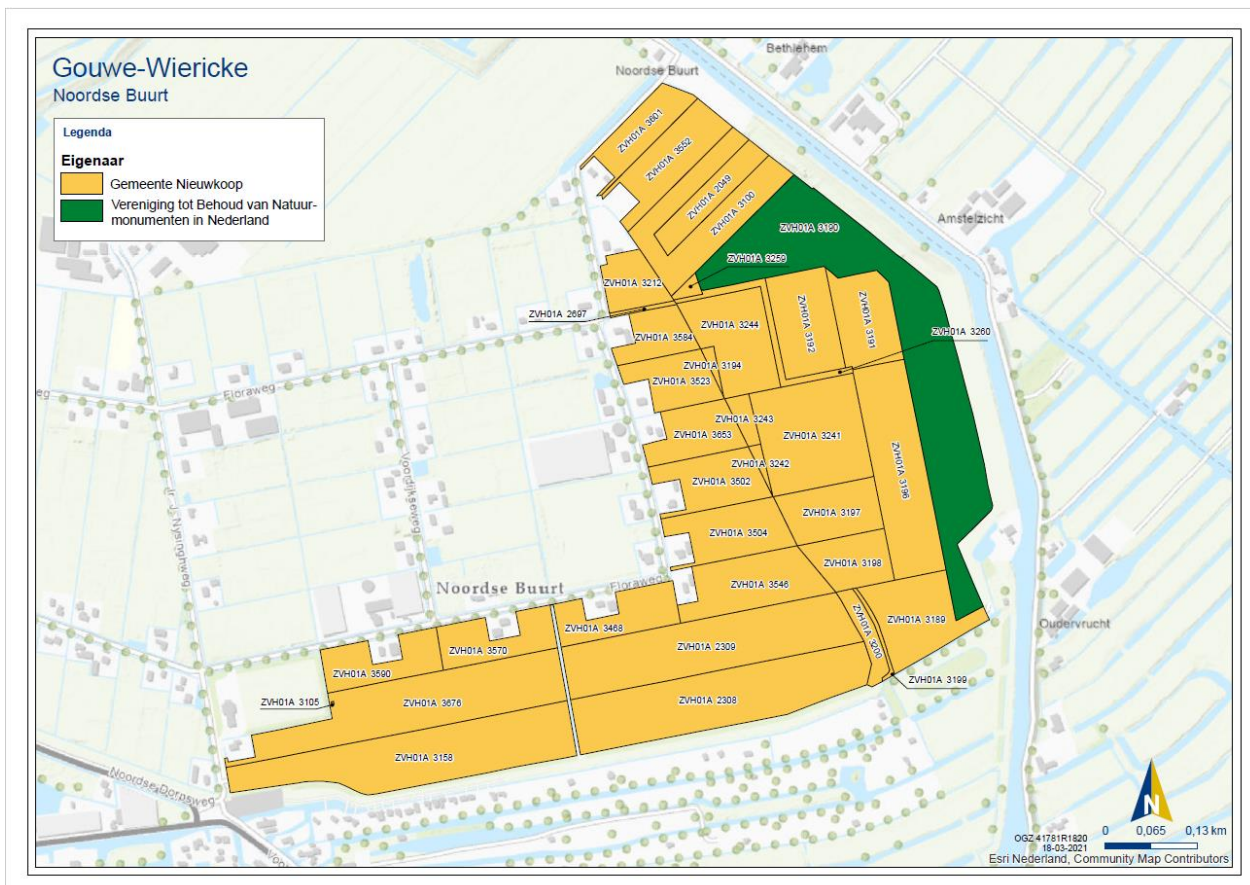 Gouwe-Wiericke
Noordse Buurt
Legenda
Eigenaar
Gemeente Nieuwkoop
Vereniging tot Behoud van Natuur-
monumenten in Nederland
Bethlehem
Noordse Buurt
Amstelzicht
ZVH01A 3601
ZVH01A 3552
ZVH01A 2049
ZVH01A 3100
ZVH01A 3190
ZVH01A 3259
ZVH01A 3212
ZVH01A 2697
ZVH01A 3584
ZVH01A 3244
ZVH01A 3192
ZVH01A 3191
ZVH01A 3260
ZVH01A 3194
ZVH01A 3523
ZVH01A 3243
ZVH01A 3653
ZVH01A 3241
ZVH01A 3242
ZVH01A 3502
ZVH01A 3196
ZVH01A 3197
ZVH01A 3504
ZVH01A 3198
ZVH01A 3546
ZVH01A 3189
ZVH01A 3200
ZVH01A 3199
ZVH01A 3468
ZVH01A 2309
ZVH01A 2308
ZVH01A 3570
ZVH01A 3590
ZVH01A 3105
ZVH01A 3676
ZVH01A 3158
eg
Floraweg
Voordijkseweg
Ir. J. Nysinghweg
Noordse Buurt
Floraweg
Oudervrucht
Noordse Dorpsweg
Voor
N
0 0,065 0,13 km
OGZ 41781R1820
18-03-2021
Esri Nederland, Community Map Contributors